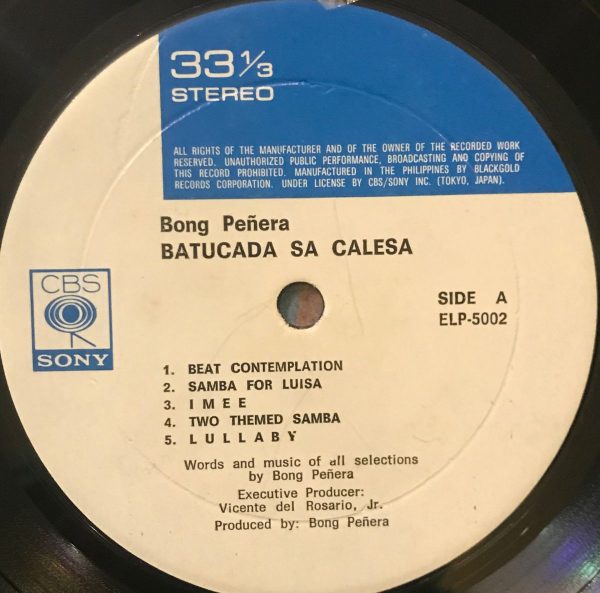 33 1/3
STEREO
ALL RIGHTS OF THE MANUFACTURER AND OF THE OWNER OF THE RECORDED WORK
RESERVED. UNAUTHORIZED PUBLIC PERFORMANCE, BROADCASTING AND COPYING OF
THIS RECORD PROHIBITED. MANUFACTURED IN THE PHILIPPINES BY BLACKGOLD
RECORDS CORPORATION. UNDER LICENSE BY CBS/SONY INC. (TOKYO, JAPAN).
Bong Peñera
BATUCADA SA CALESA
CBS
SONY
SIDE A
ELP-5002
1. BEAT CONTEMPLATION
2. SAMBA FOR LUISA
3. I M E E
4. TWO THEMED SAMBA
5. L U L L A B Y
Words and music of all selections
by Bong Peñera
Executive Producer:
Vicente del Rosario, Jr.
Produced by: Bong Peñera